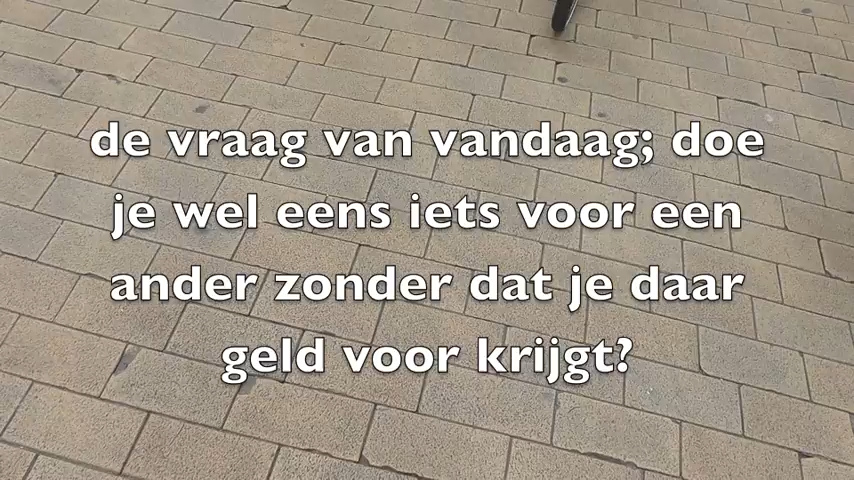 de vraag van vandaag; doe
je wel eens iets voor een
ander zonder dat je daar
geld voor krijgt?